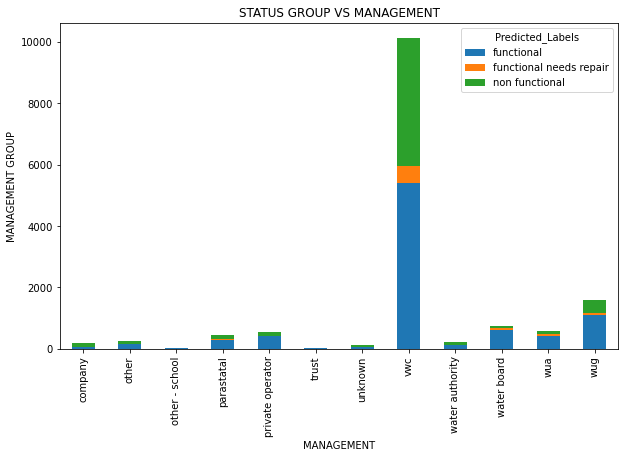 STATUS GROUP VS MANAGEMENT
MANAGEMENT GROUP
10000
8000
6000
4000
2000
0
Predicted_Labels
functional
functional needs repair
non functional
company
other
other - school
parastatal
private operator
trust
unknown
vwc
water authority
water board
wua
wug
MANAGEMENT